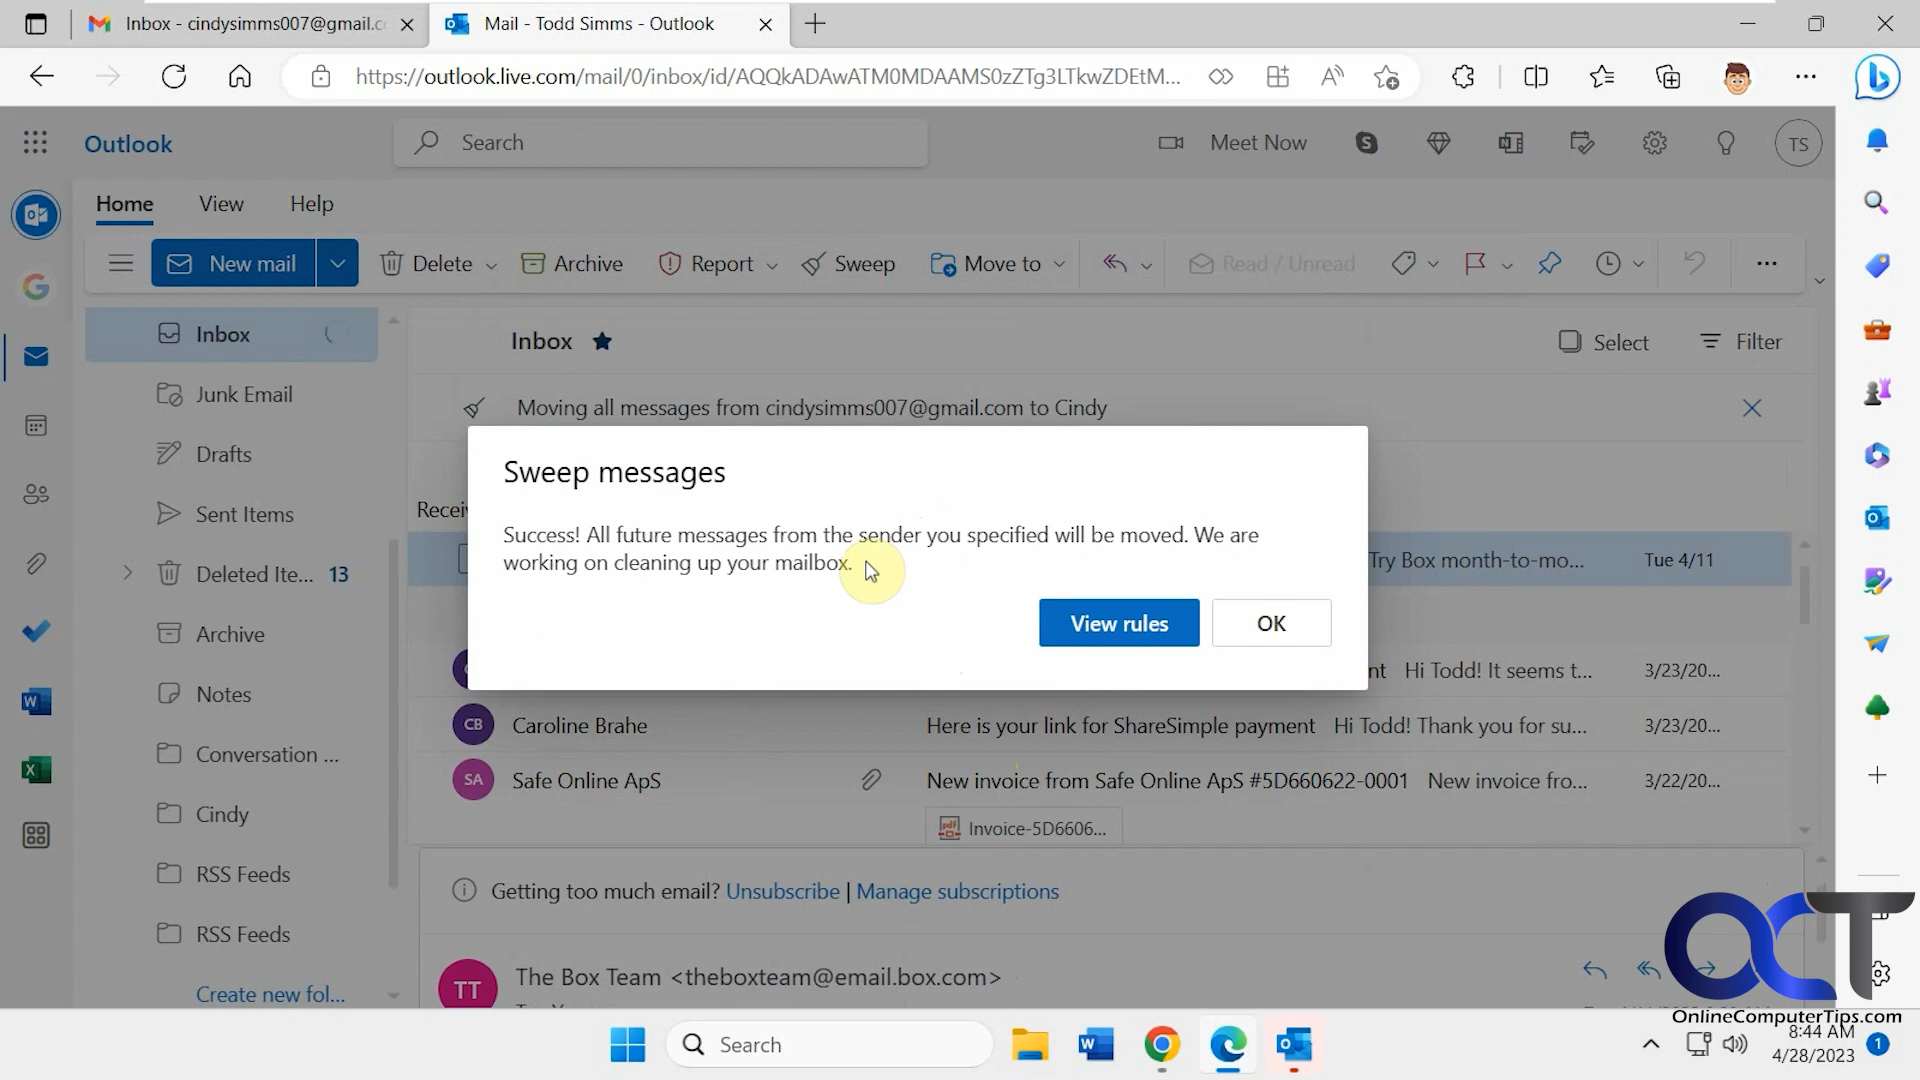 Inbox - cindysimms007@gmail.c
Mail - Todd Simms - Outlook
https://outlook.live.com/mail/0/inbox/id/AQQkADAwATM0MDAAMS0zZTg3LTkwZDEtM...
Outlook
Search
Meet Now
TS
Home View Help
New mail Delete Archive Report Sweep Move to Read / Unread
Inbox
Junk Email
Drafts
Sent Items
Deleted Ite... 13
Archive
Notes
Conversation ...
Cindy
RSS Feeds
RSS Feeds
Create new fol...
Inbox
Select
Filter
Moving all messages from cindysimms007@gmail.com to Cindy
Recei
Sweep messages
Success! All future messages from the sender you specified will be moved. We are
working on cleaning up your mailbox.
View rules
OK
Try Box month-to-mo... Tue 4/11
nt Hi Todd! It seems t... 3/23/20...
CB Caroline Brahe Here is your link for ShareSimple payment Hi Todd! Thank you for su... 3/23/20...
SA Safe Online ApS New invoice from Safe Online ApS #5D660622-0001 New invoice fro... 3/22/20...
pdf Invoice-5D6606...
Getting too much email? Unsubscribe | Manage subscriptions
TT The Box Team <theboxteam@email.box.com>
OCT
OnlineComputerTips.com
Search
8:44 AM
4/28/2023
1